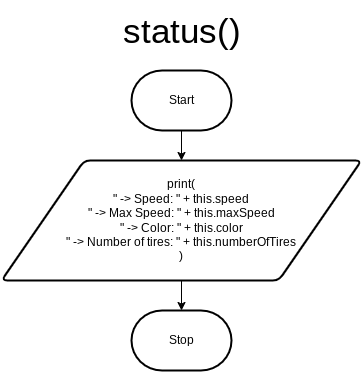 status()
Start
print(
" -> Speed: " + this.speed
" -> Max Speed: " + this.maxSpeed
" -> Color: " + this.color
" -> Number of tires: " + this.numberOfTires
)
Stop